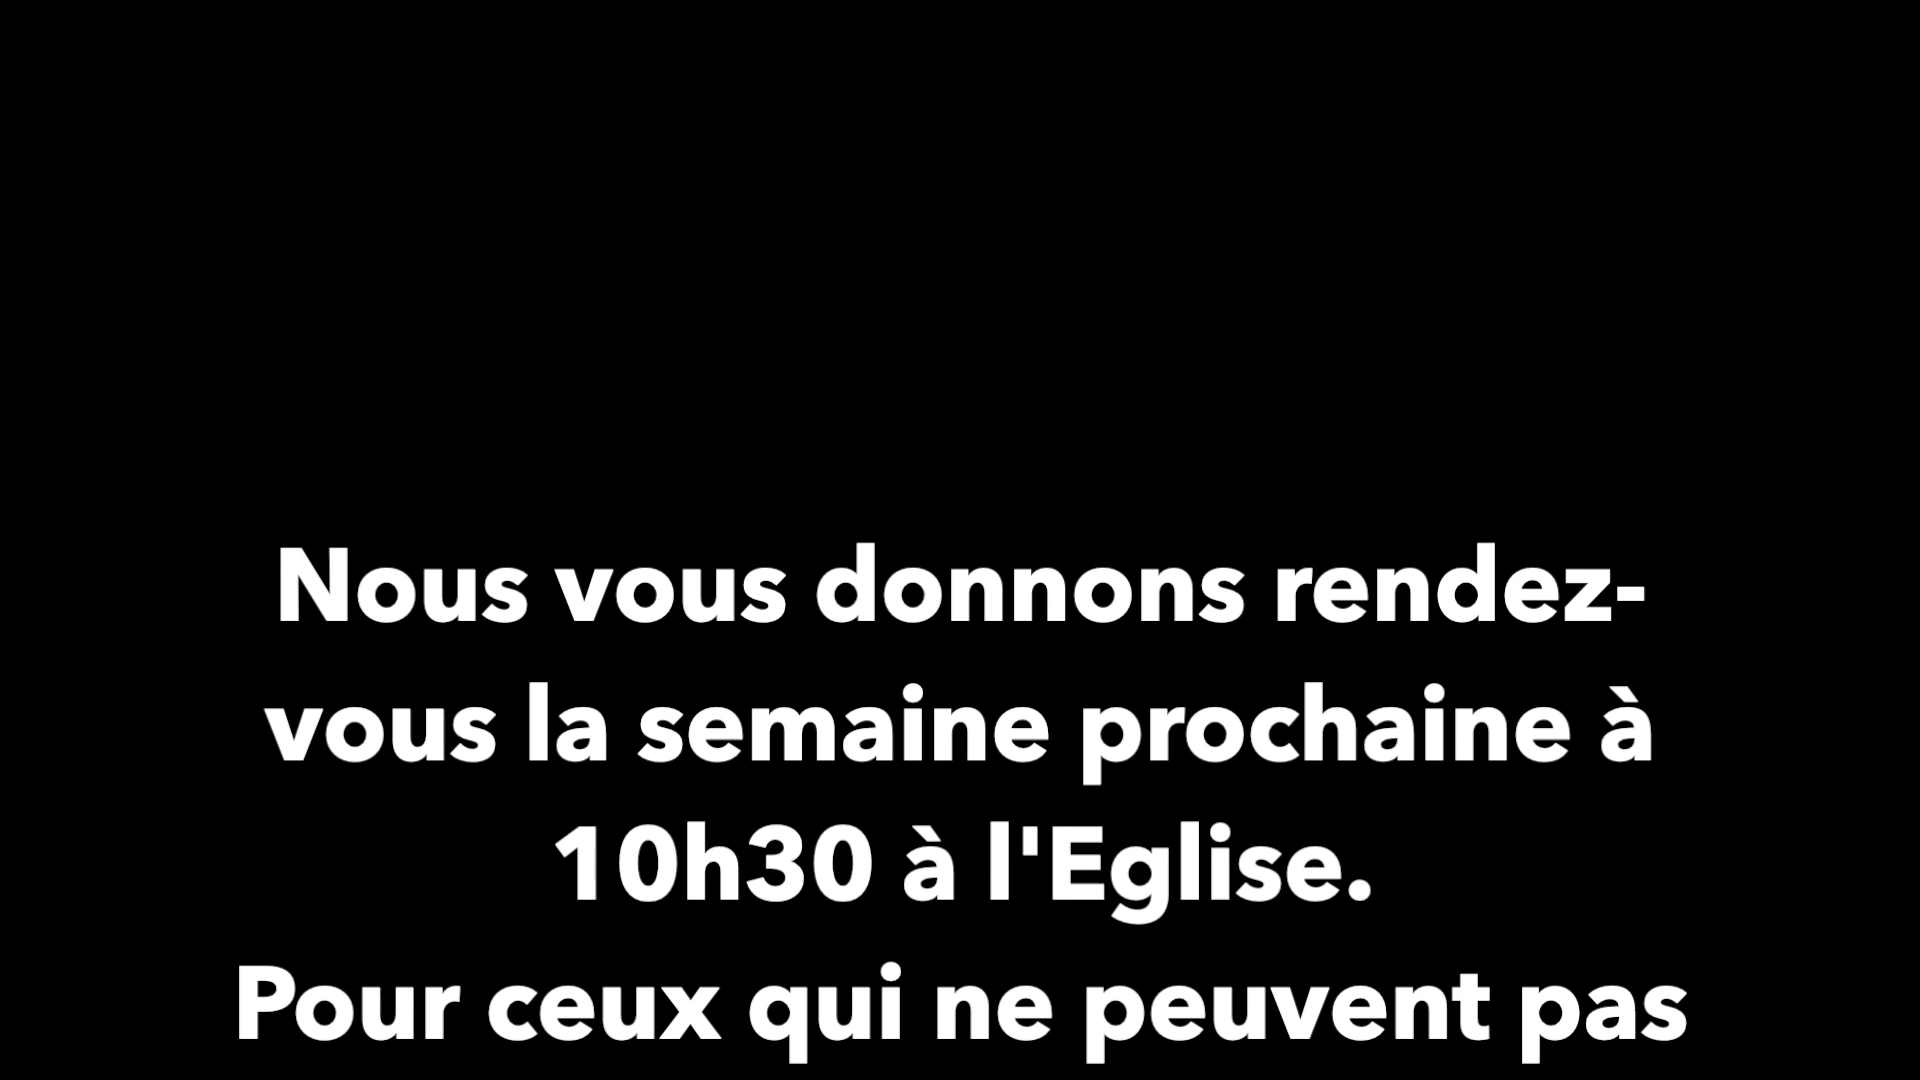 Nous vous donnons rendez-
vous la semaine prochaine à
10h30 à l'Eglise.
Pour ceux qui ne peuvent pas